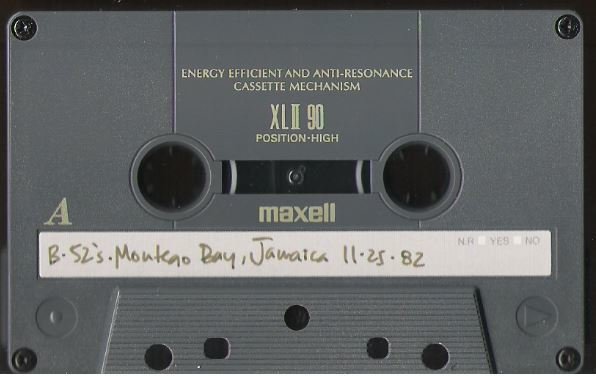 ENERGY EFFICIENT AND ANTI-RESONANCE
CASSETTE MECHANISM
XLII 90
POSITION·HIGH
maxell
A
N.R YES NO
B·52's·Montego Bay, Jamaica 11·25·82